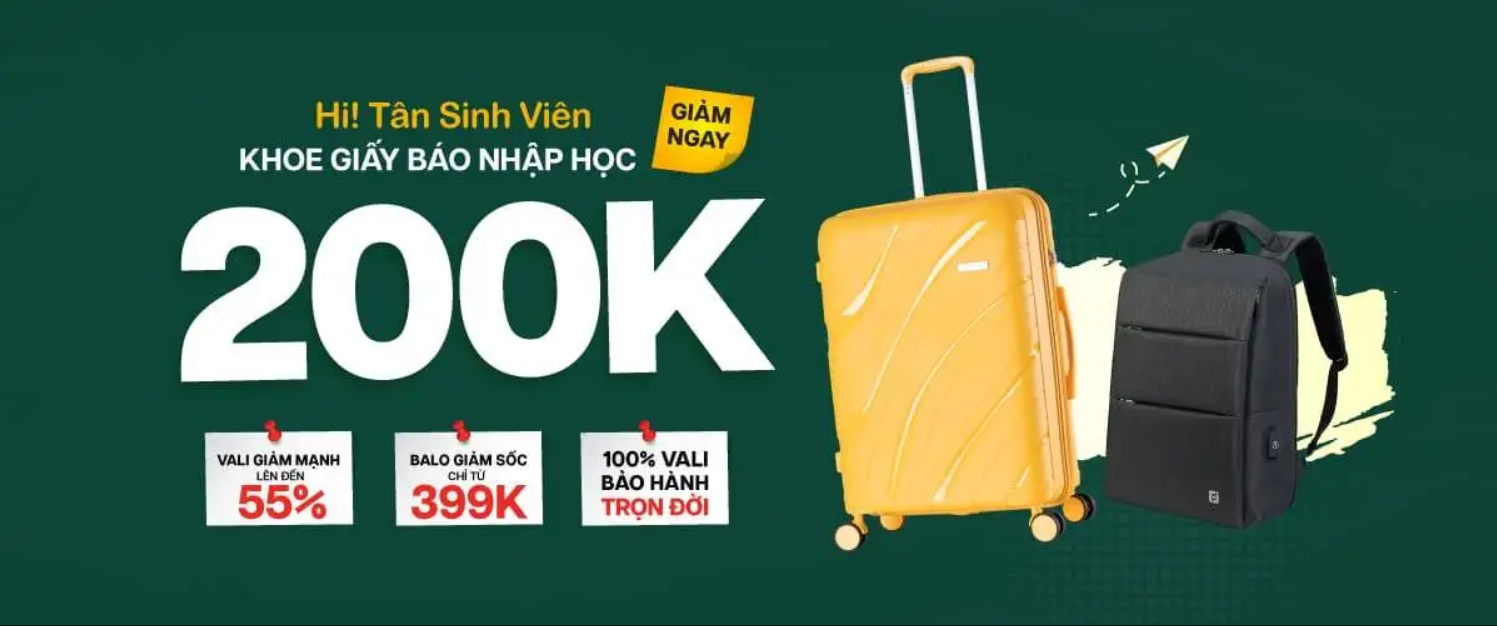 Hi! Tân Sinh Viên
KHOE GIẤY BÁO NHẬP HỌC
GIẢM
NGAY
200K
VALI GIẢM MẠNH
LÊN ĐẾN
55%
BALO GIẢM SỐC
CHỈ TỪ
399K
100% VALI
BẢO HÀNH
TRỌN ĐỜI